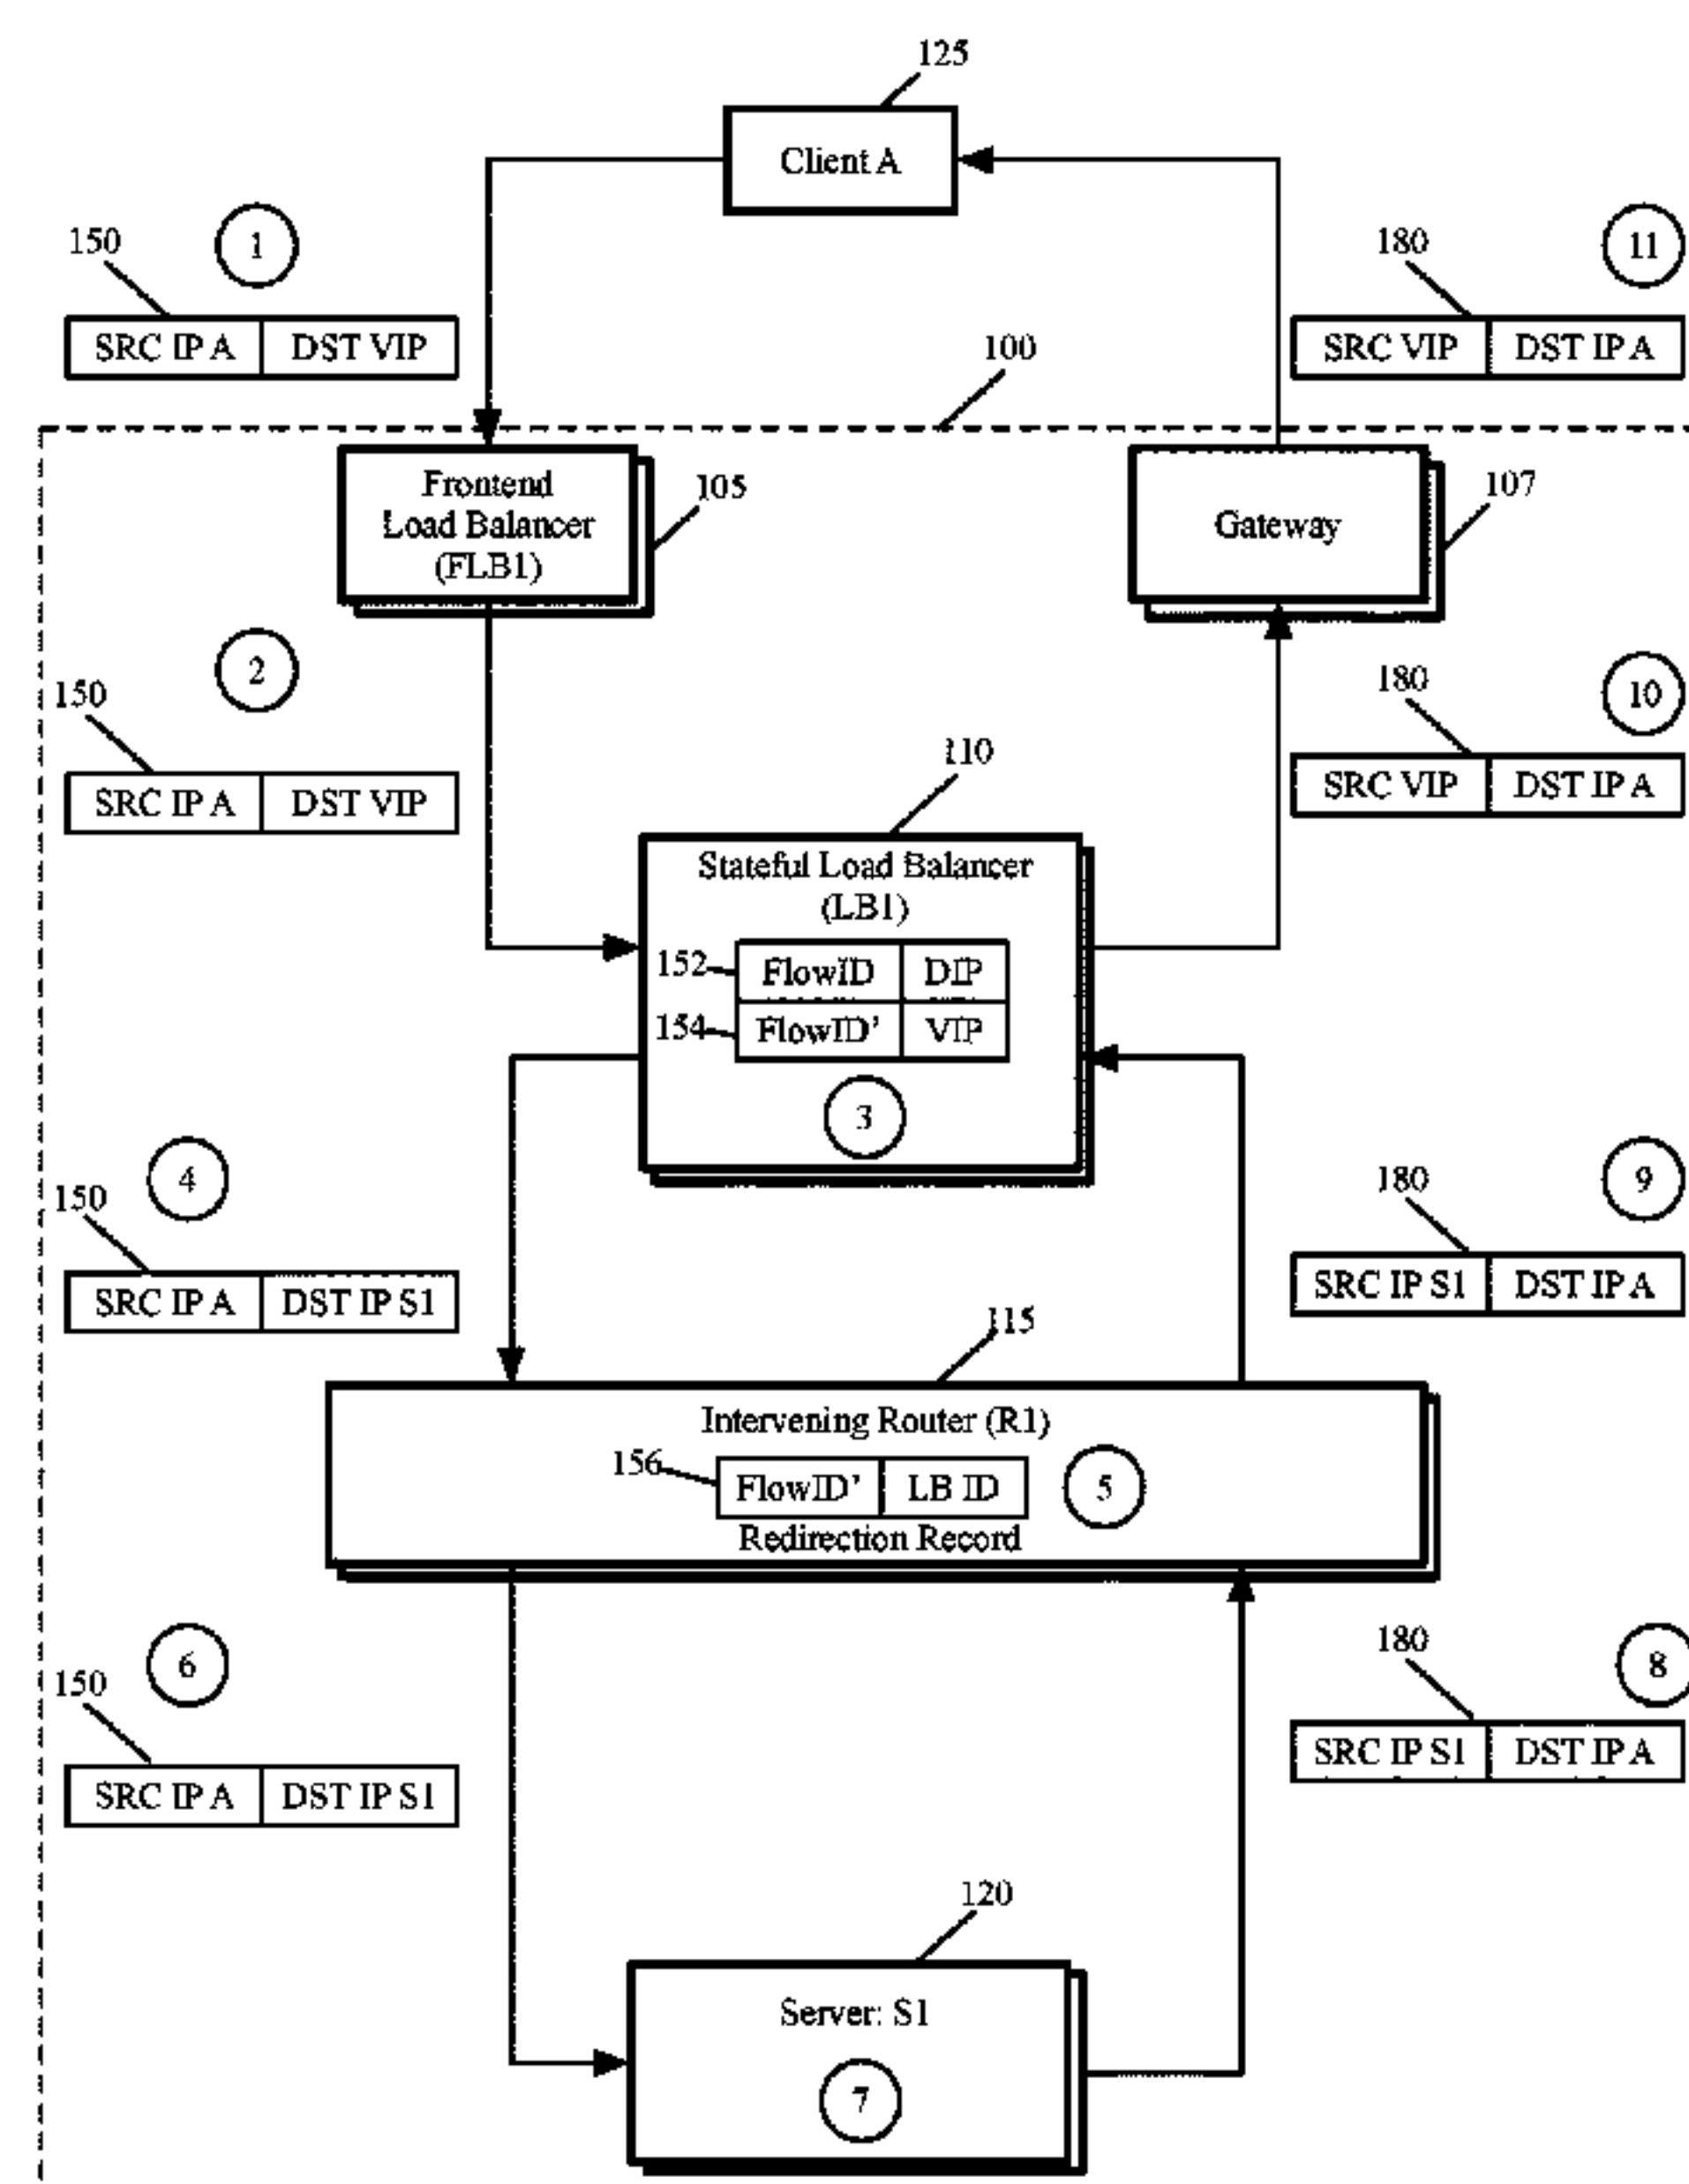 125
Client A
150
1
SRC IP A DST VIP
180
11
SRC VIP DST IP A
100
Frontend
Load Balancer
(FLB1)
105
Gateway
107
2
150
SRC IP A DST VIP
180
10
SRC VIP DST IP A
110
Stateful Load Balancer
(LB1)
152 FlowID DIP
154 FlowID' VIP
3
4
150
SRC IP A DST IP S1
180
9
SRC IP S1 DST IP A
115
Intervening Router (R1)
156 FlowID' LB ID 5
Redirection Record
6
150
SRC IP A DST IP S1
180
8
SRC IP S1 DST IP A
120
Server: S1
7